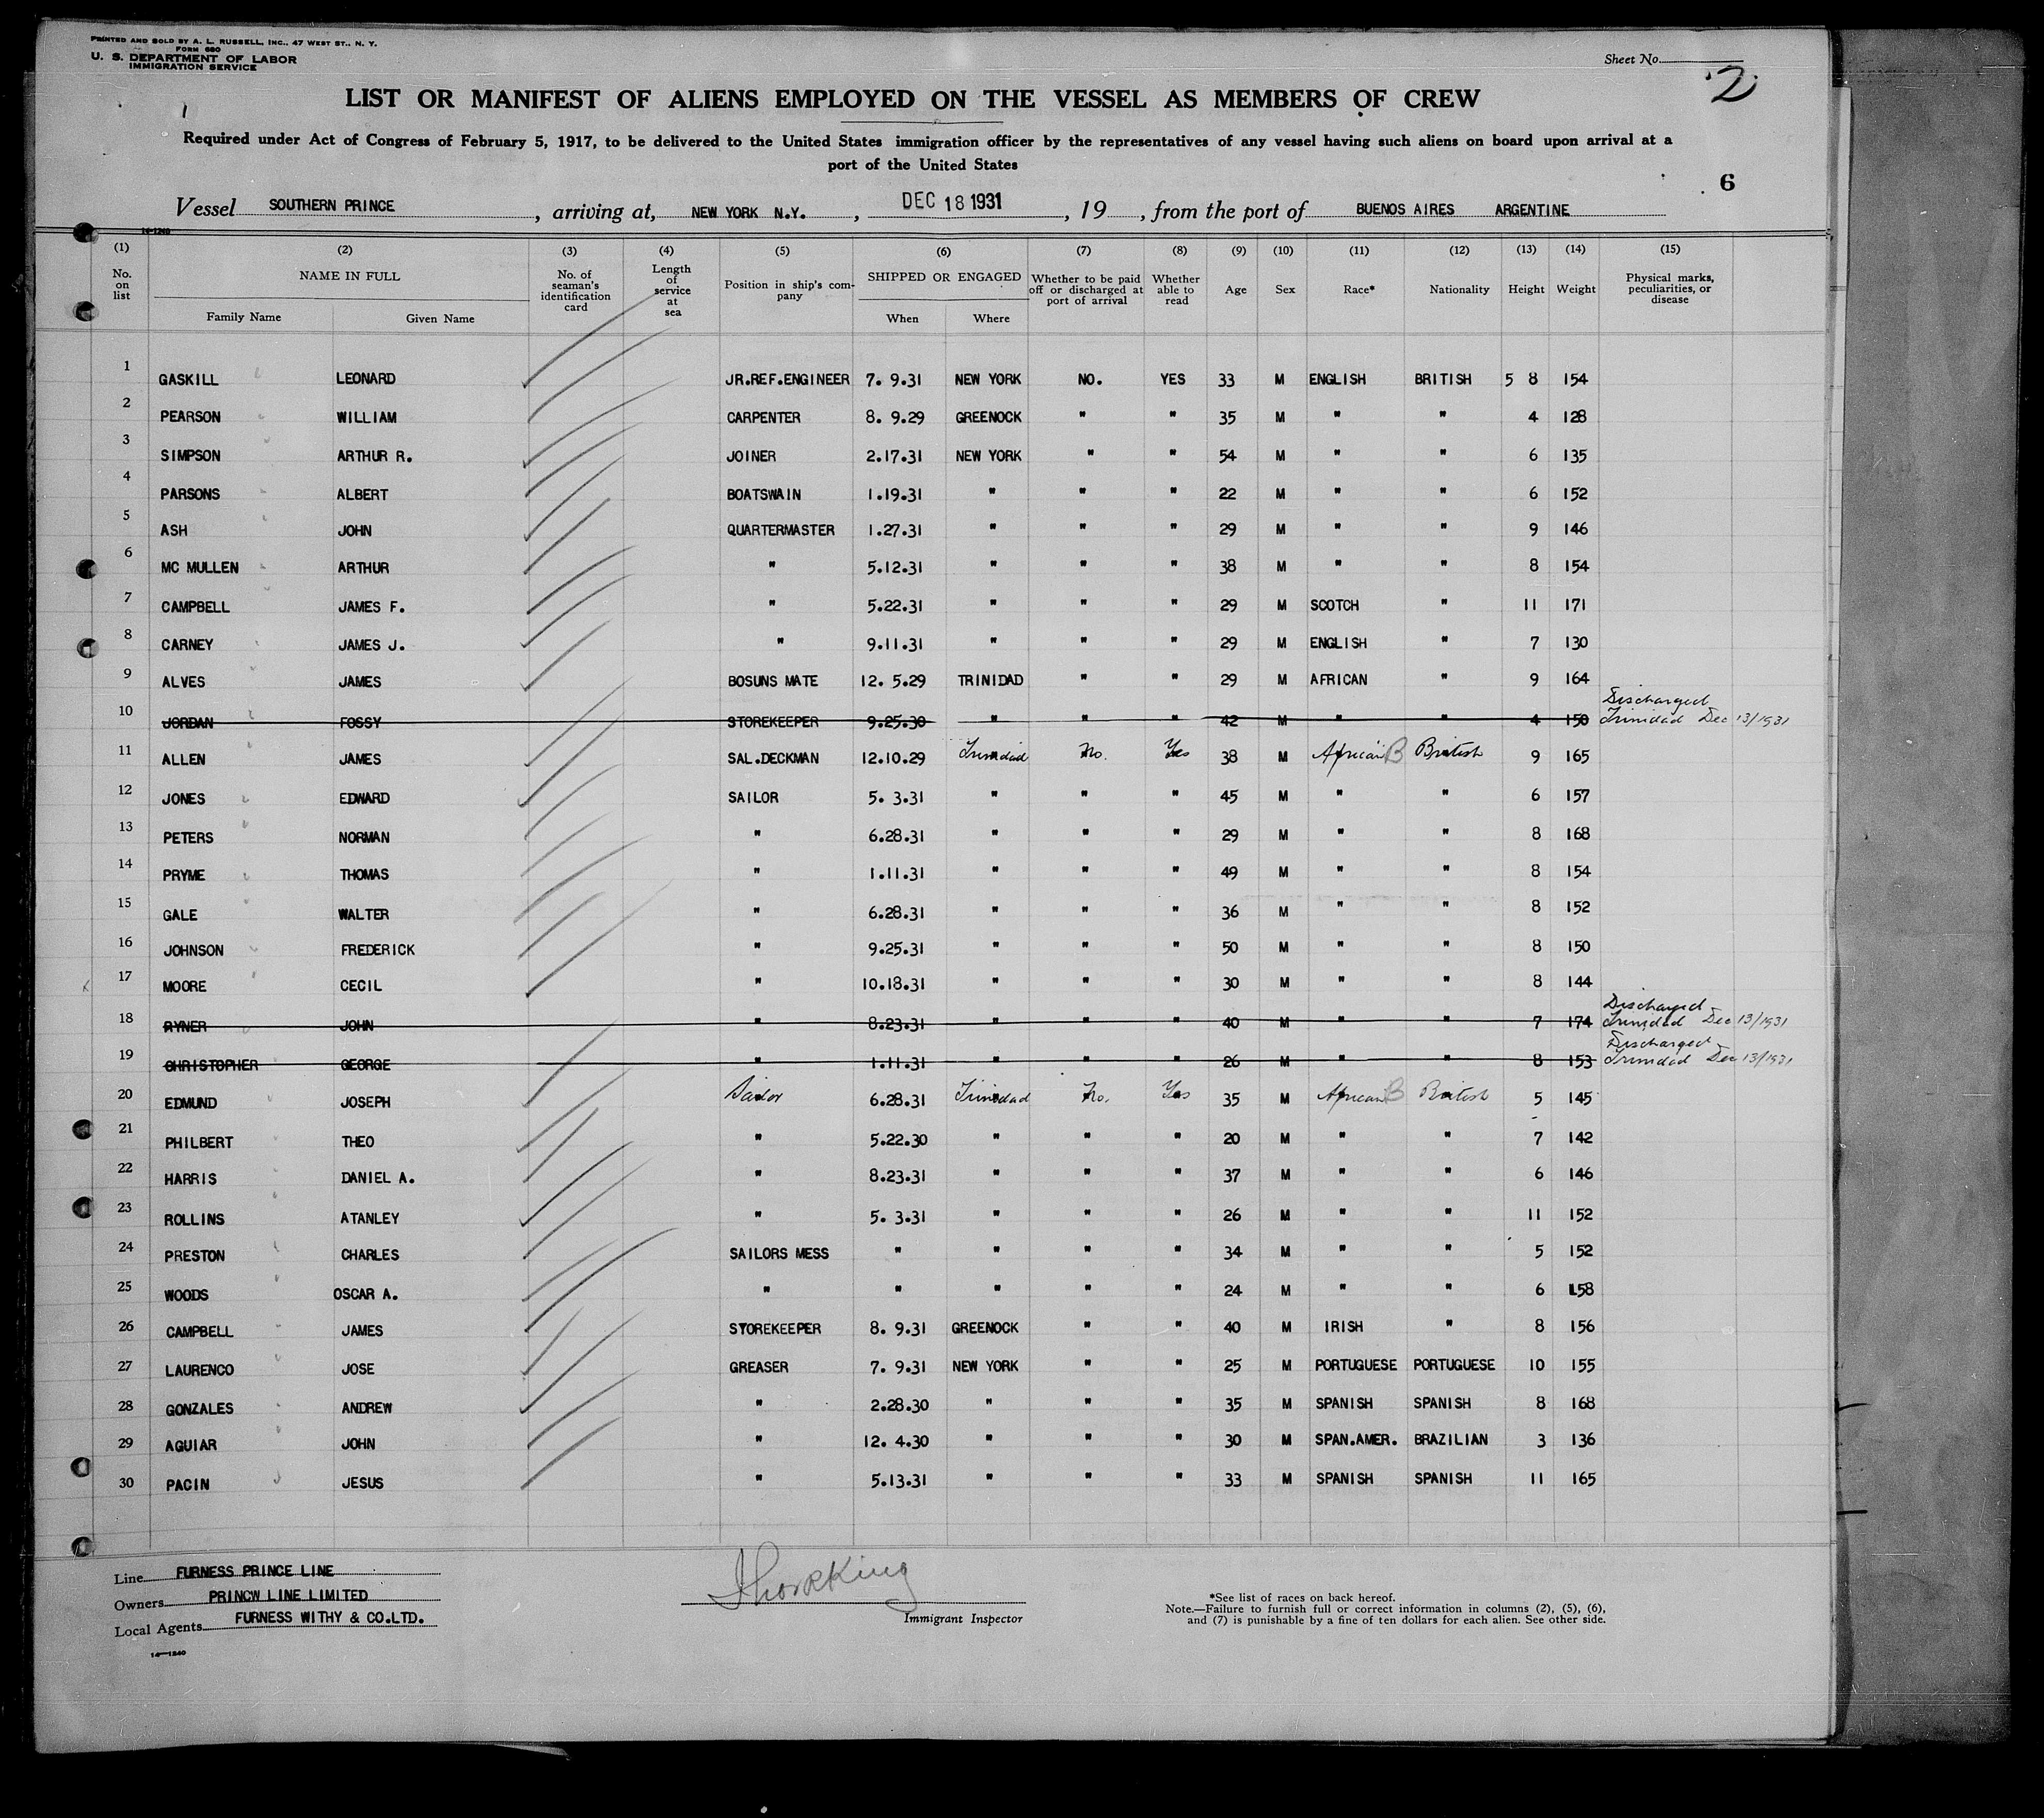 PRINTED AND SOLD BY A. L. RUSSELL, INC., 47 WEST ST., N. Y.
FORM 680
U. S. DEPARTMENT OF LABOR
IMMIGRATION SERVICE
Sheet No.
2
LIST OR MANIFEST OF ALIENS EMPLOYED ON THE VESSEL AS MEMBERS OF CREW
Required under Act of Congress of February 5, 1917, to be delivered to the United States immigration officer by the representatives of any vessel having such aliens on board upon arrival at a
port of the United States
6
Vessel SOUTHERN PRINCE , arriving at, NEW YORK N.Y. , DEC 18 1931 , 19 , from the port of BUENOS AIRES ARGENTINE
14-1240
(1) (2) (3) (4) (5) (6) (7) (8) (9) (10) (11) (12) (13) (14) (15)
No. on list NAME IN FULL Family Name Given Name No. of seaman's identification card Length of service at sea Position in ship's company SHIPPED OR ENGAGED When Where Whether to be paid off or discharged at port of arrival Whether able to read Age Sex Race* Nationality Height Weight Physical marks, peculiarities, or disease
1 GASKILL LEONARD JR.REF.ENGINEER 7. 9.31 NEW YORK NO. YES 33 M ENGLISH BRITISH 5 8 154
2 PEARSON WILLIAM CARPENTER 8. 9.29 GREENOCK " " 35 M " " 4 128
3 SIMPSON ARTHUR R. JOINER 2.17.31 NEW YORK " " 54 M " " 6 135
4 PARSONS ALBERT BOATSWAIN 1.19.31 " " " 22 M " " 6 152
5 ASH JOHN QUARTERMASTER 1.27.31 " " " 29 M " " 9 146
6 MC MULLEN ARTHUR " 5.12.31 " " " 38 M " " 8 154
7 CAMPBELL JAMES F. " 5.22.31 " " " 29 M SCOTCH " 11 171
8 CARNEY JAMES J. " 9.11.31 " " " 29 M ENGLISH " 7 130
9 ALVES JAMES BOSUNS MATE 12. 5.29 TRINIDAD " " 29 M AFRICAN " 9 164
10 JORDAN FOSSY STOREKEEPER 9.25.30 " " " 42 M " " 4 150 Discharged Trinidad Dec 13/1931
11 ALLEN JAMES SAL.DECKMAN 12.10.29 Trinidad No. Yes 38 M African B British 9 165
12 JONES EDWARD SAILOR 5. 3.31 " " " 45 M " " 6 157
13 PETERS NORMAN " 6.28.31 " " " 29 M " " 8 168
14 PRYME THOMAS " 1.11.31 " " " 49 M " " 8 154
15 GALE WALTER " 6.28.31 " " " 36 M " " 8 152
16 JOHNSON FREDERICK " 9.25.31 " " " 50 M " " 8 150
17 MOORE CECIL " 10.18.31 " " " 30 M " " 8 144
18 RYNER JOHN " 8.23.31 " " " 40 M " " 7 174 Discharged Trinidad Dec 13/1931
19 CHRISTOPHER GEORGE " 1.11.31 " " " 26 M " " 8 153 Discharged Trinidad Dec 13/1931
20 EDMUND JOSEPH Sailor 6.28.31 Trinidad No. Yes 35 M African B British 5 145
21 PHILBERT THEO " 5.22.30 " " " 20 M " " 7 142
22 HARRIS DANIEL A. " 8.23.31 " " " 37 M " " 6 146
23 ROLLINS ATANLEY " 5. 3.31 " " " 26 M " " 11 152
24 PRESTON CHARLES SAILORS MESS " " " " 34 M " " 5 152
25 WOODS OSCAR A. " " " " " 24 M " " 6 158
26 CAMPBELL JAMES STOREKEEPER 8. 9.31 GREENOCK " " 40 M IRISH " 8 156
27 LAURENCO JOSE GREASER 7. 9.31 NEW YORK " " 25 M PORTUGUESE PORTUGUESE 10 155
28 GONZALES ANDREW " 2.28.30 " " " 35 M SPANISH SPANISH 8 168
29 AGUIAR JOHN " 12. 4.30 " " " 30 M SPAN.AMER. BRAZILIAN 3 136
30 PACIN JESUS " 5.13.31 " " " 33 M SPANISH SPANISH 11 165
Line FURNESS PRINCE LINE
Owners PRINCW LINE LIMITED
Local Agents FURNESS WITHY & CO.LTD.
14-1240
Immigrant Inspector
*See list of races on back hereof.
Note.—Failure to furnish full or correct information in columns (2), (5), (6),
and (7) is punishable by a fine of ten dollars for each alien. See other side.